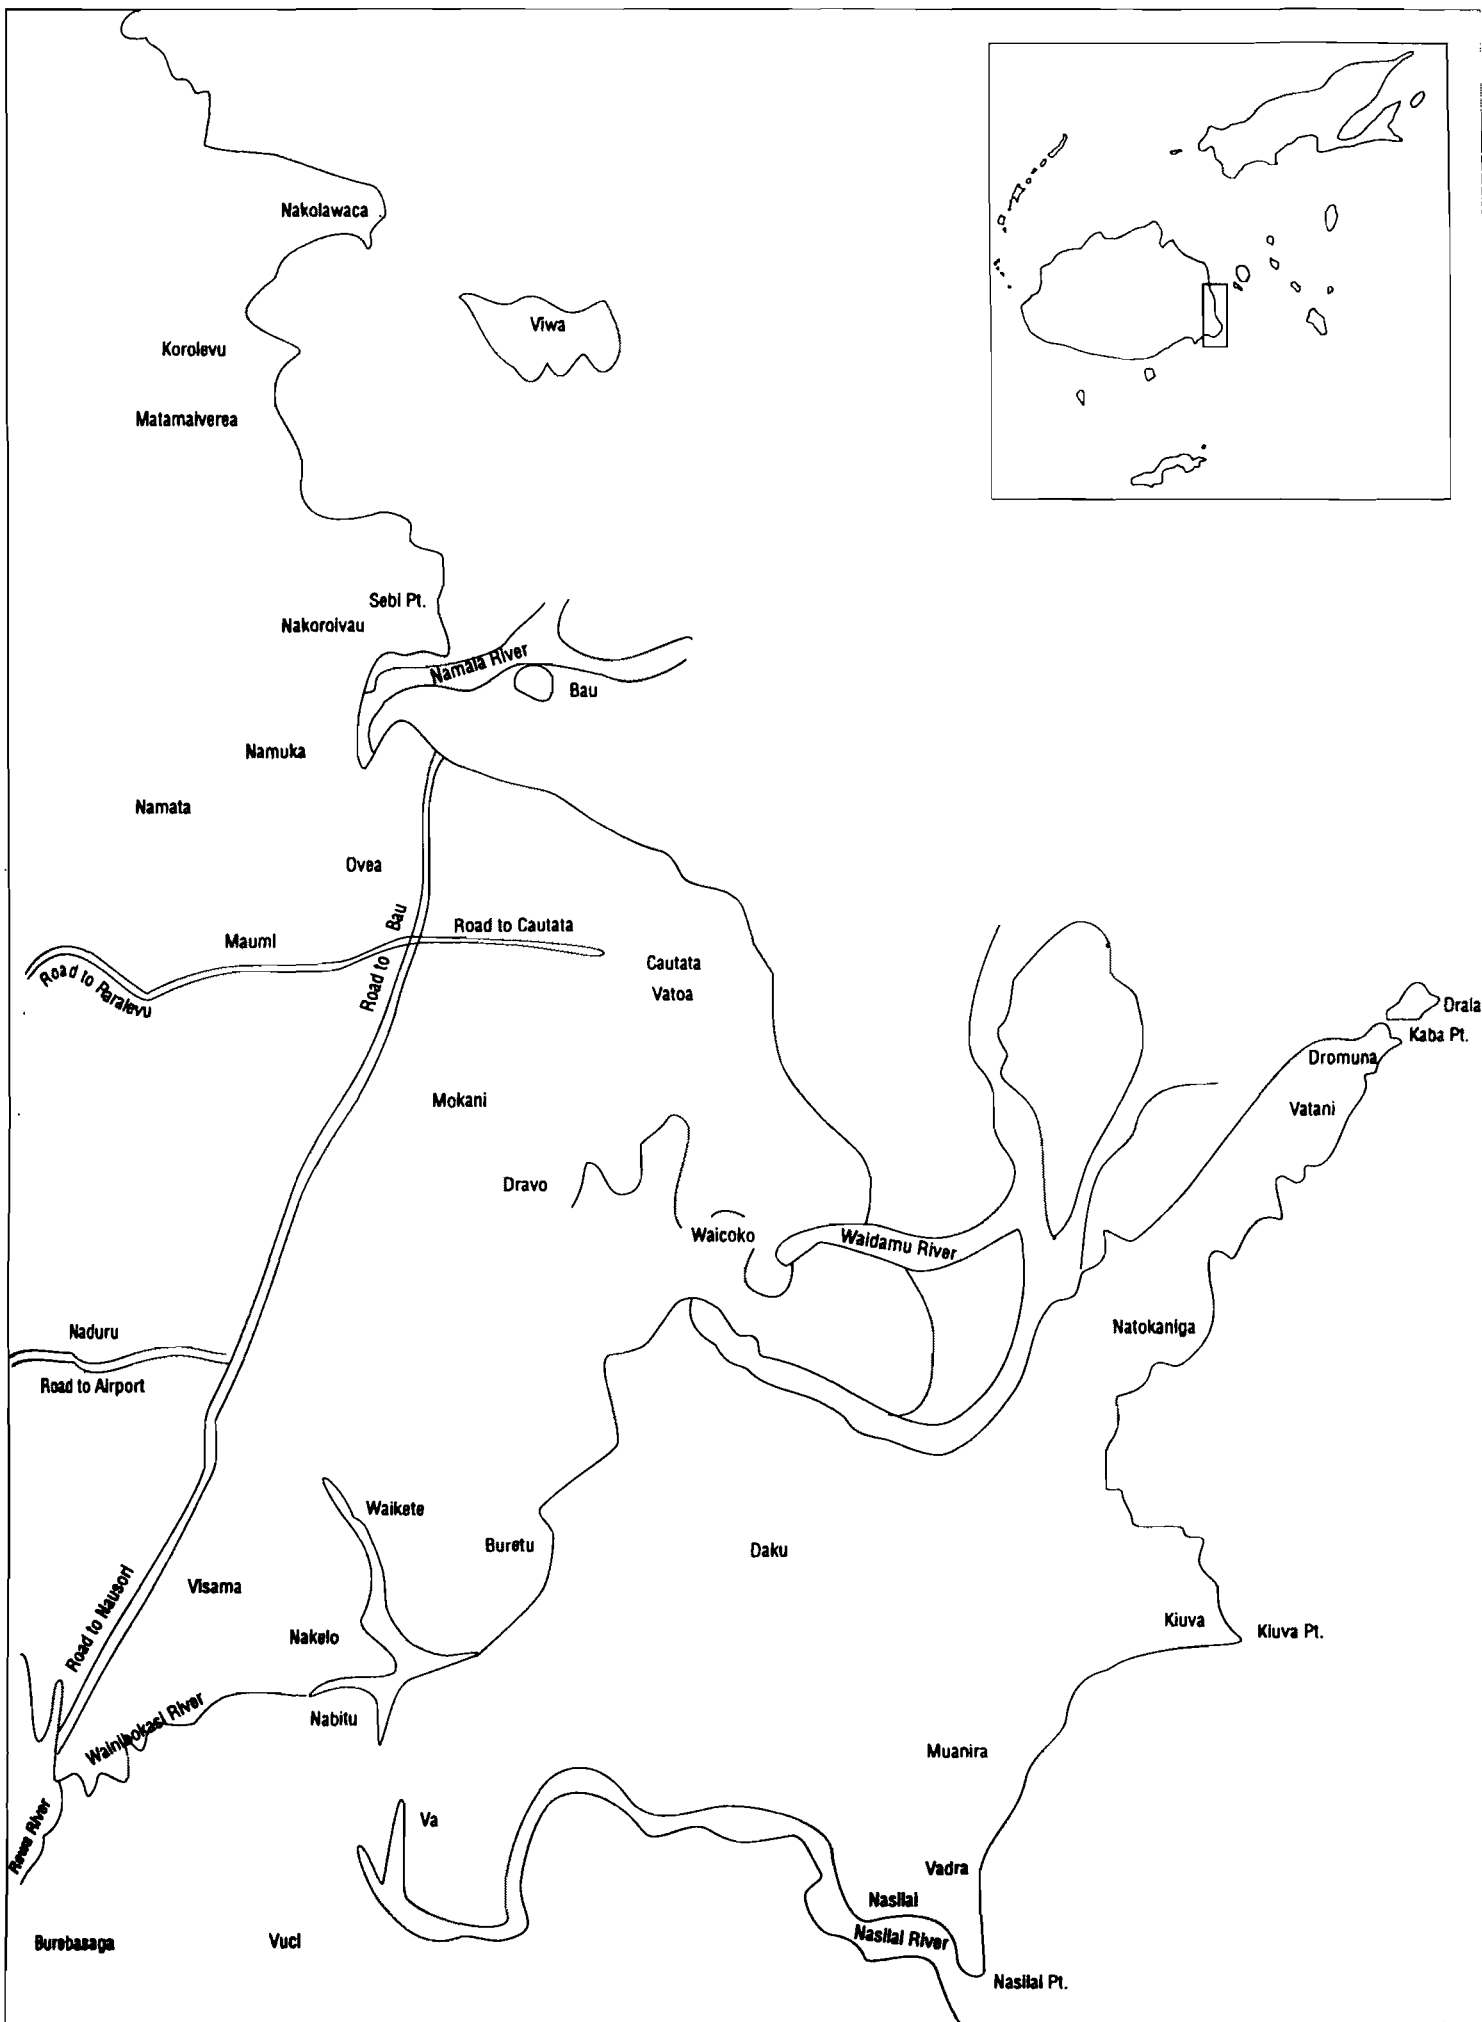 Nakolawaca
Viwa
Korolevu
Matamaiverea
Sebi Pt.
Nakoroivau
Namala River
Bau
Namuka
Namata
Ovea
Road to Bau
Road to Cautata
Maumi
Cautata
Road to Raralevu
Vatoa
Drala
Kaba Pt.
Dromuna
Mokani
Vatani
Dravo
Waicoko
Waidamu River
Naduru
Natokaniga
Road to Airport
Waikete
Buretu
Daku
Visama
Road to Nausori
Nakelo
Kiuva
Kiuva Pt.
Wainibokasi River
Nabitu
Muanira
Va
Rewa River
Vadra
Nasilai
Nasilai River
Burebasaga
Vuci
Nasilai Pt.